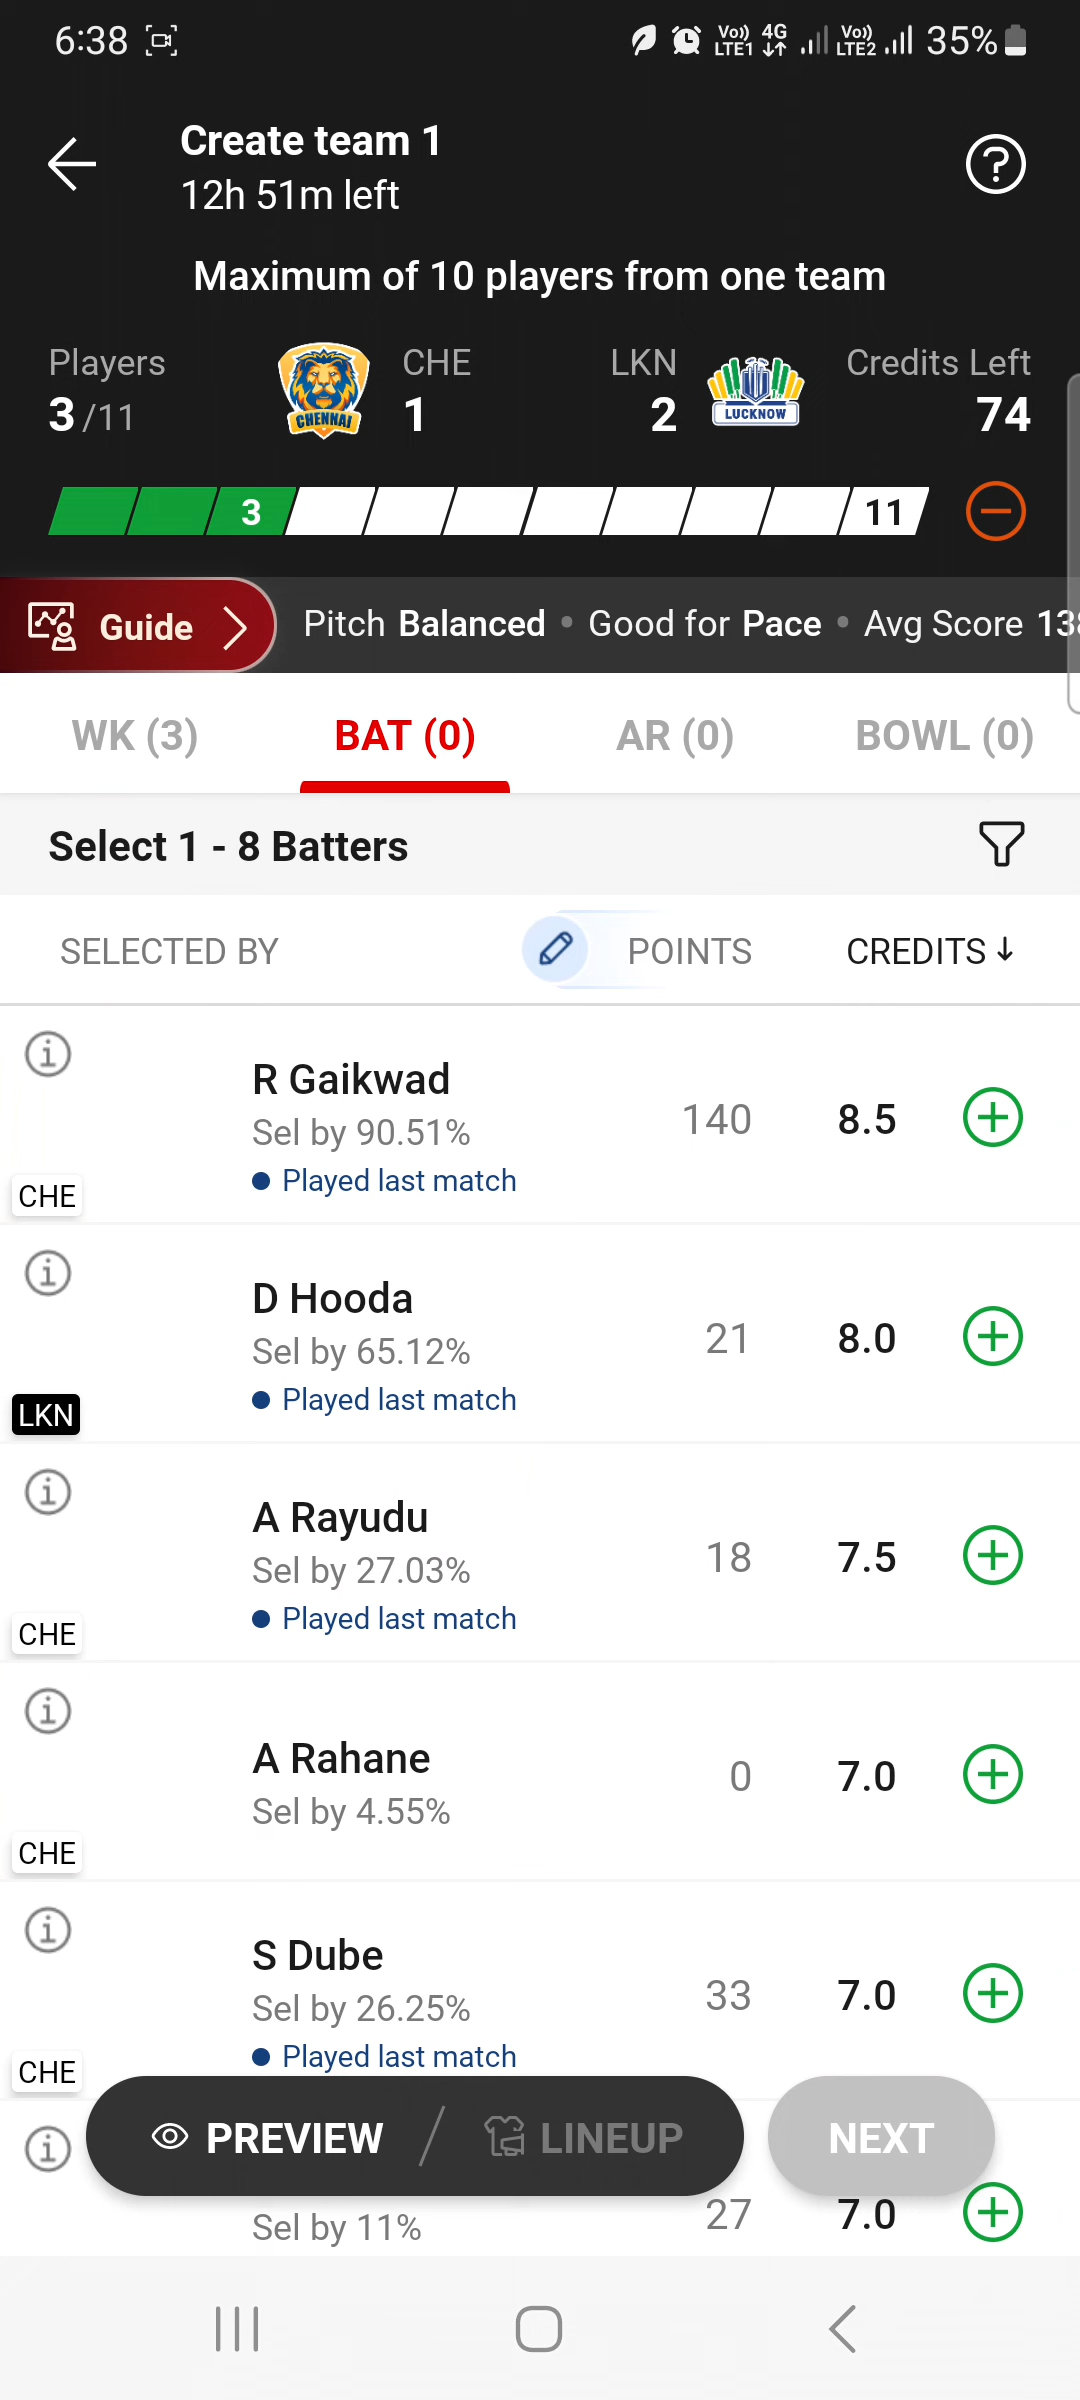 6:38
Vo)) LTE1 4G Vo)) LTE2 35%
Create team 1
12h 51m left
Maximum of 10 players from one team
Players CHE LKN Credits Left
3/11 CHENNAI 1 2 LUCKNOW 74
3 11
Guide Pitch Balanced • Good for Pace • Avg Score 138
WK (3) BAT (0) AR (0) BOWL (0)
Select 1 - 8 Batters
SELECTED BY POINTS CREDITS ↓
R Gaikwad
Sel by 90.51% 140 8.5
Played last match
CHE
D Hooda
Sel by 65.12% 21 8.0
Played last match
LKN
A Rayudu
Sel by 27.03% 18 7.5
Played last match
CHE
A Rahane
Sel by 4.55% 0 7.0
CHE
S Dube
Sel by 26.25% 33 7.0
Played last match
CHE
PREVIEW / LINEUP NEXT
Sel by 11% 27 7.0